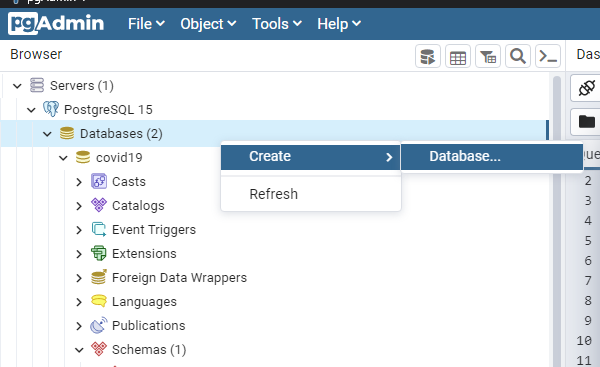 pgAdmin
pgAdmin File Object Tools Help
Browser
Servers (1)
PostgreSQL 15
Databases (2)
covid19
Create
Database...
Refresh
Casts
Catalogs
Event Triggers
Extensions
Foreign Data Wrappers
Languages
Publications
Schemas (1)
Das
2
3
4
5
6
7
8
9
10
11